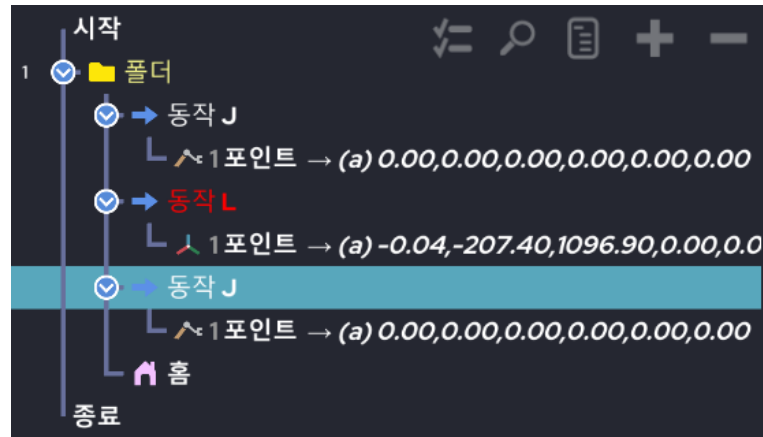 시작
1 폴더
동작 J
1 포인트 → (a) 0.00,0.00,0.00,0.00,0.00,0.00
동작 L
1 포인트 → (a) -0.04,-207.40,1096.90,0.00,0.0
동작 J
1 포인트 → (a) 0.00,0.00,0.00,0.00,0.00,0.00
홈
종료